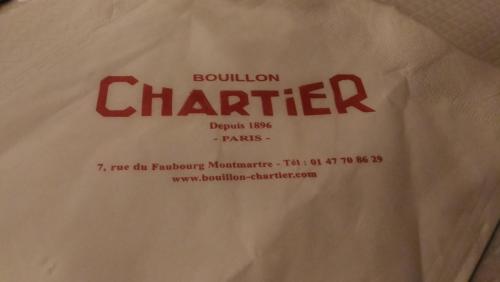 BOUILLON
CHARTiER
Depuis 1896
- PARIS -
7, rue du Faubourg Montmartre - Tél : 01 47 70 86 29
www.bouillon-chartier.com